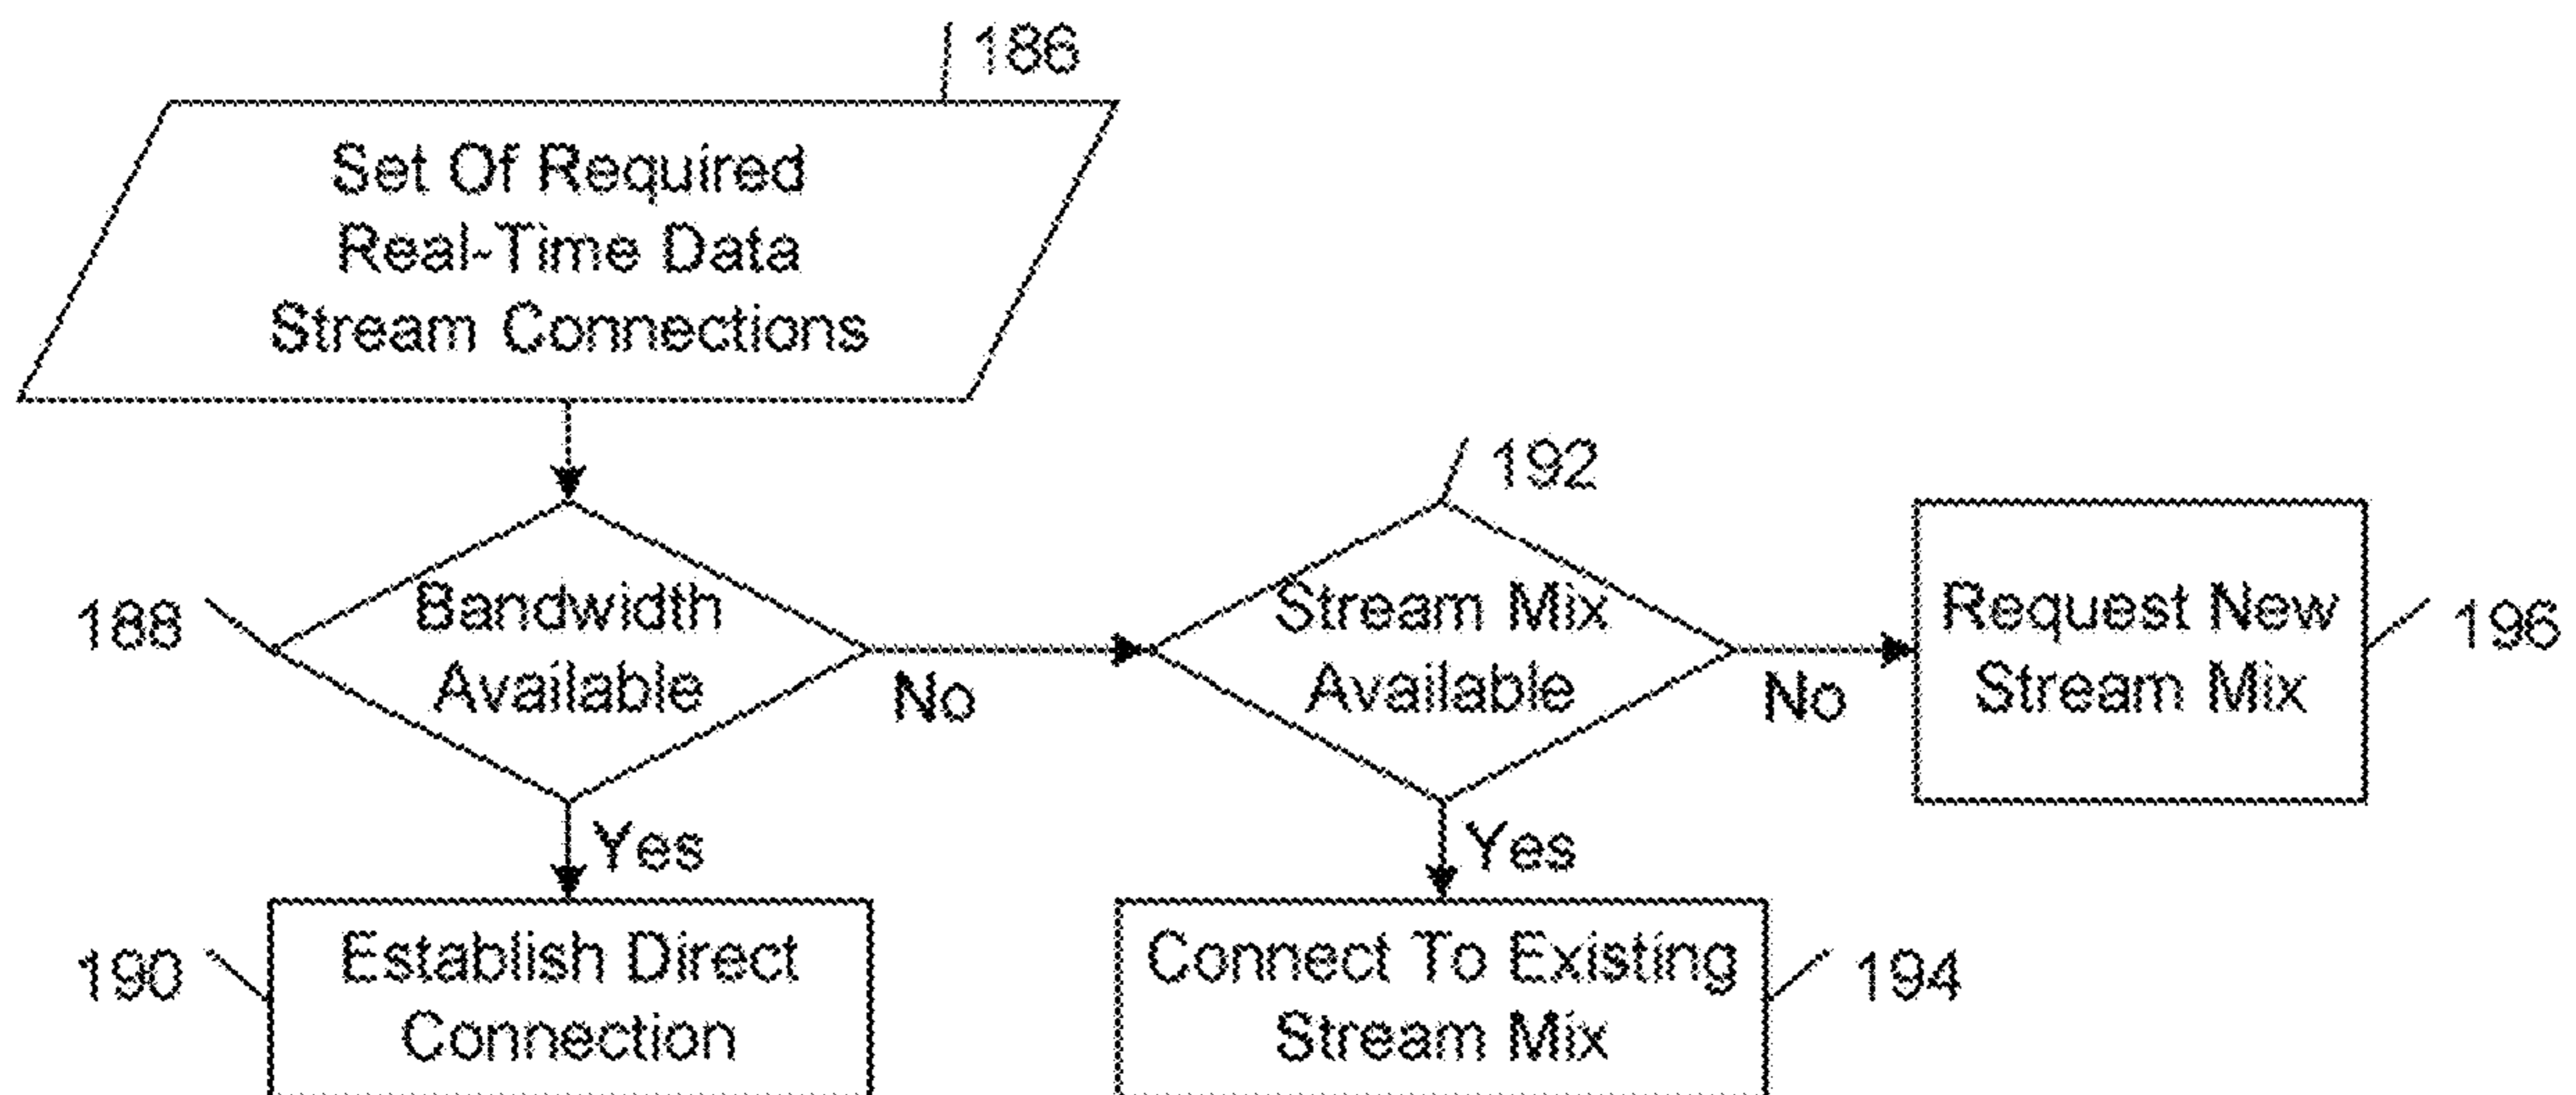 186
Set Of Required
Real-Time Data
Stream Connections
188
Bandwidth
Available
No
Yes
192
Stream Mix
Available
No
Yes
Request New
Stream Mix
196
190
Establish Direct
Connection
Connect To Existing
Stream Mix
194